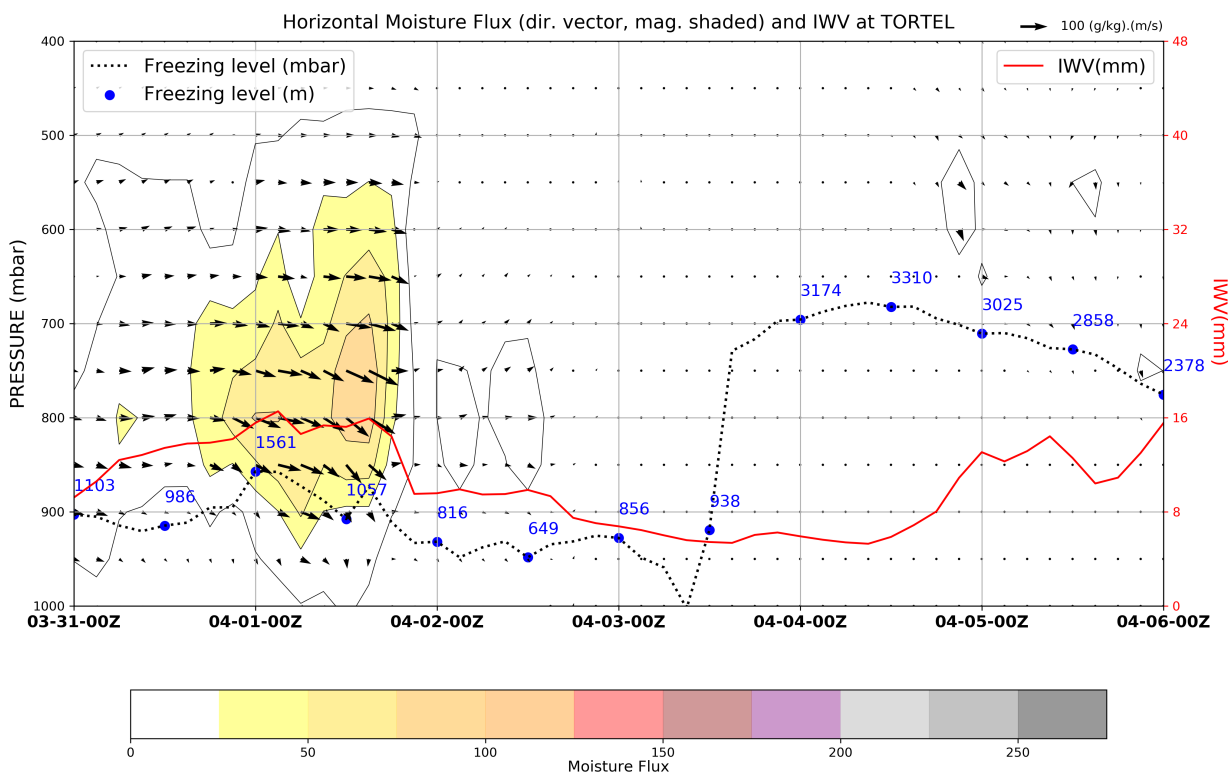 Horizontal Moisture Flux (dir. vector, mag. shaded) and IWV at TORTEL
100 (g/kg).(m/s)
Freezing level (mbar)
Freezing level (m)
IWV(mm)
PRESSURE (mbar)
400
500
600
700
800
900
1000
48
40
32
24
16
8
0
IWV(mm)
1103
986
1561
1057
816
649
856
938
3174
3310
3025
2858
2378
03-31-00Z 04-01-00Z 04-02-00Z 04-03-00Z 04-04-00Z 04-05-00Z 04-06-00Z
0 50 100 150 200 250
Moisture Flux